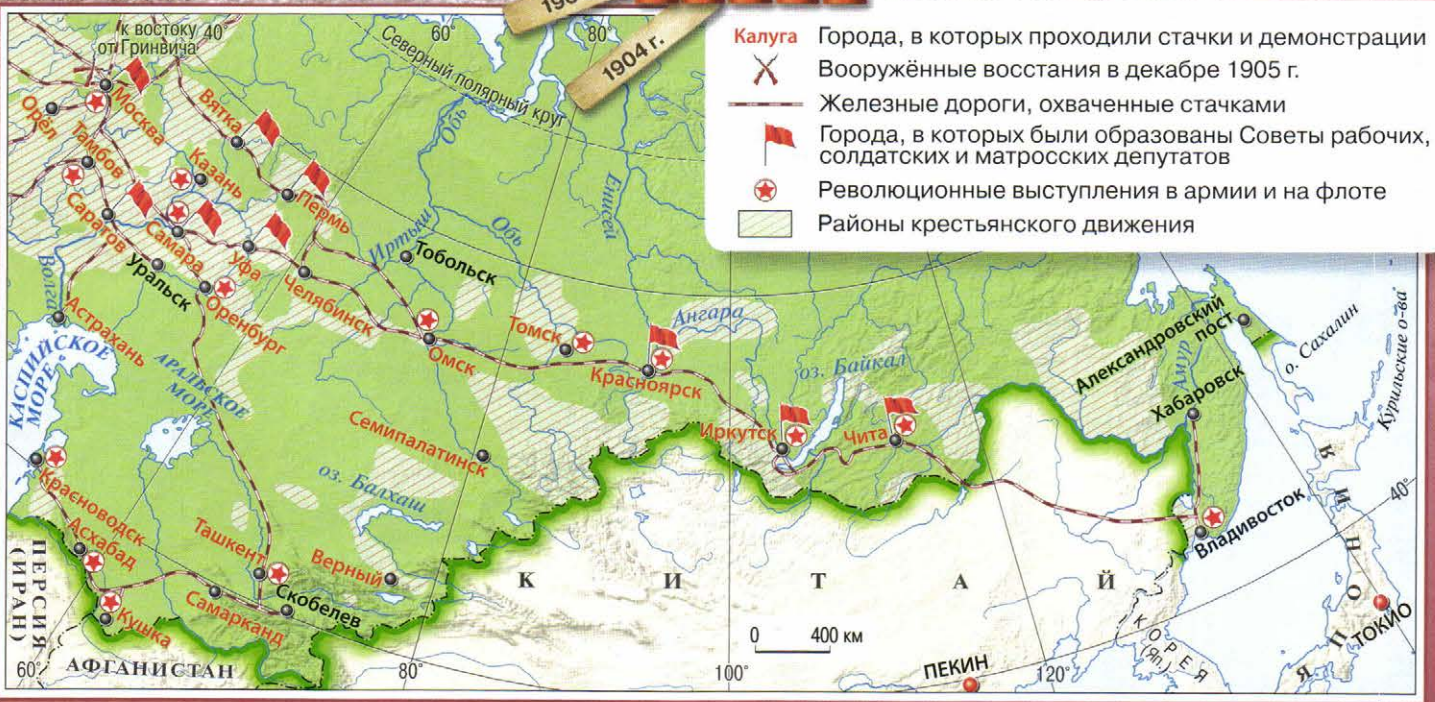 190
1904 г.
Калуга Города, в которых проходили стачки и демонстрации
Вооружённые восстания в декабре 1905 г.
Железные дороги, охваченные стачками
Города, в которых были образованы Советы рабочих,
солдатских и матросских депутатов
Революционные выступления в армии и на флоте
Районы крестьянского движения
к востоку 40°
от Гринвича
60°
80°
Северный полярный круг
Москва
Орёл
Тамбов
Вятка
Казань
Пермь
Саратов
Самара
Уфа
Уральск
Оренбург
Челябинск
Волга
Астрахань
Иртыш
Обь
Обь
Енисей
Тобольск
Омск
Томск
Красноярск
Ангара
Иркутск
оз. Байкал
Чита
Александровский
пост
Амур
Хабаровск
о. Сахалин
Курильские о-ва
Владивосток
КАСПИЙСКОЕ
МОРЕ
АРАЛЬСКОЕ
МОРЕ
Семипалатинск
оз. Балхаш
Красноводск
Асхабад
Ташкент
Верный
Скобелев
Самарканд
Кушка
ПЕРСИЯ
(ИРАН)
АФГАНИСТАН
КИТАЙ
0 400 км
ПЕКИН
КОРЕЯ
(Яп.)
ЯПОНИЯ
ТОКИО
60°
80°
100°
120°
40°